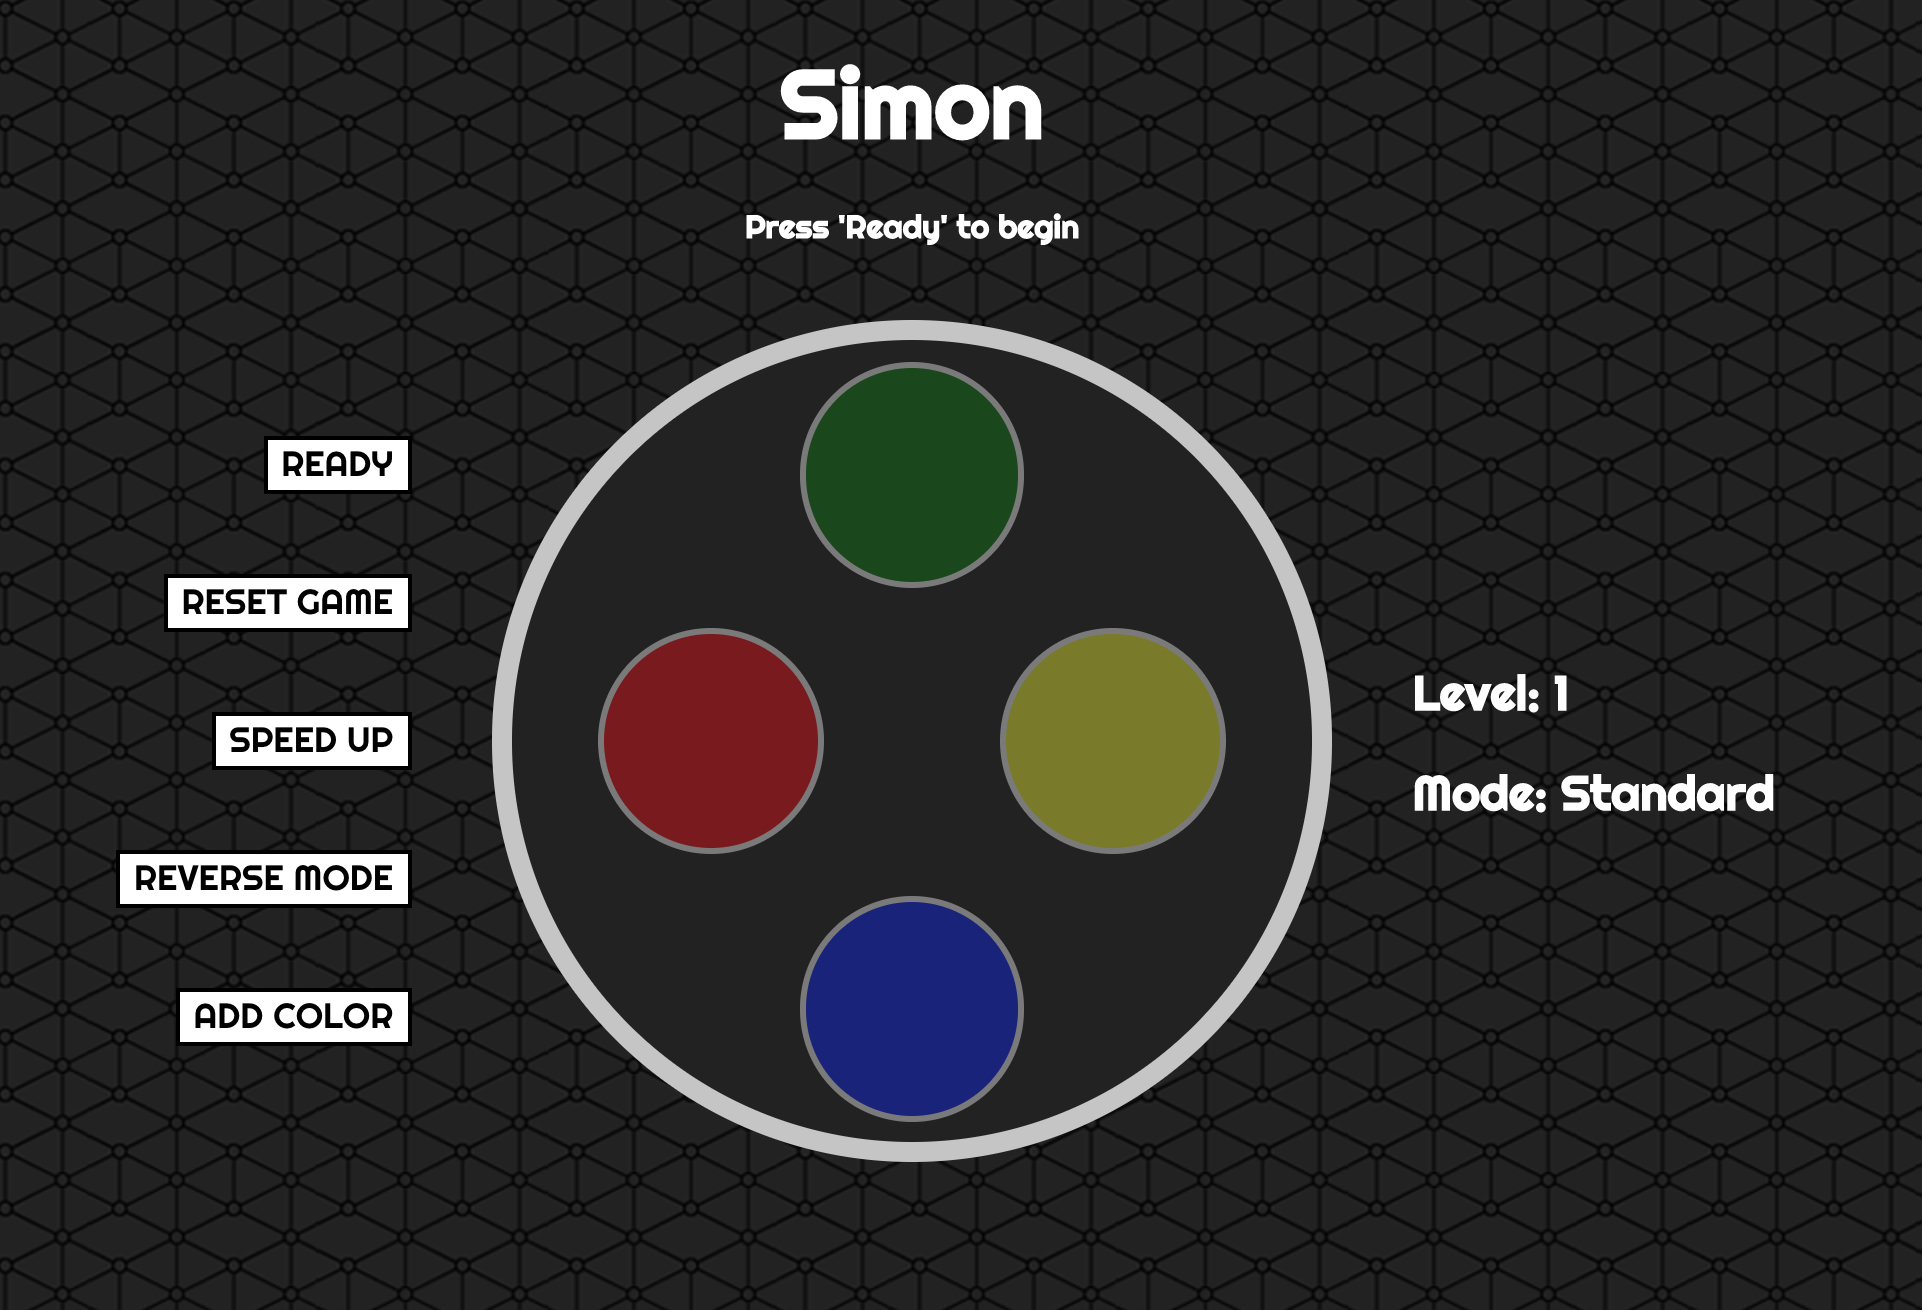 Simon
Press 'Ready' to begin
READY
RESET GAME
SPEED UP
REVERSE MODE
ADD COLOR
Level: 1
Mode: Standard